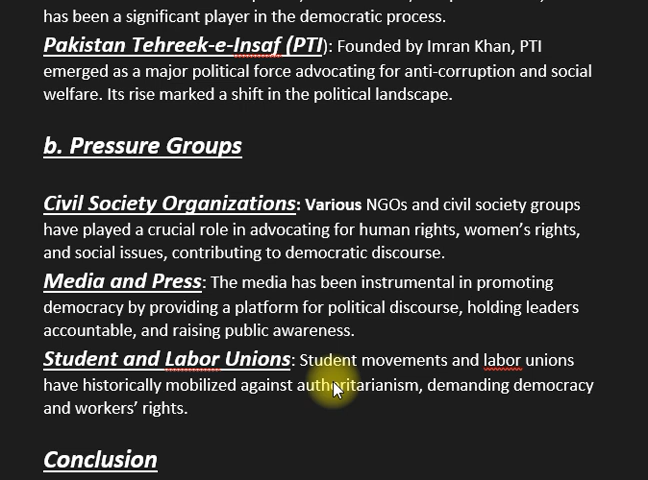 has been a significant player in the democratic process.
Pakistan Tehreek-e-Insaf (PTI): Founded by Imran Khan, PTI
emerged as a major political force advocating for anti-corruption and social
welfare. Its rise marked a shift in the political landscape.
b. Pressure Groups
Civil Society Organizations: Various NGOs and civil society groups
have played a crucial role in advocating for human rights, women’s rights,
and social issues, contributing to democratic discourse.
Media and Press: The media has been instrumental in promoting
democracy by providing a platform for political discourse, holding leaders
accountable, and raising public awareness.
Student and Labor Unions: Student movements and labor unions
have historically mobilized against authoritarianism, demanding democracy
and workers’ rights.
Conclusion